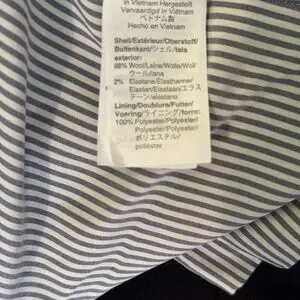 in Vietnam Hergestellt
Vervaardigd in Vietnam
ベトナム製
Hecho en Vietnam
Shell/Extérieur/Oberstoff/
Buitenkant/シェル/tela
exterior:
98% Wool/Laine/Wolle/Wol/
ウール/lana
2% Elastane/Élasthanne/
Elastan/Elastaan/エラス
テーン/elastano
Lining/Doublure/Futter/
Voering/ライニング/forro:
100% Polyester/Polyester/
Polyester/Polyester/
ポリエステル/
poliéster